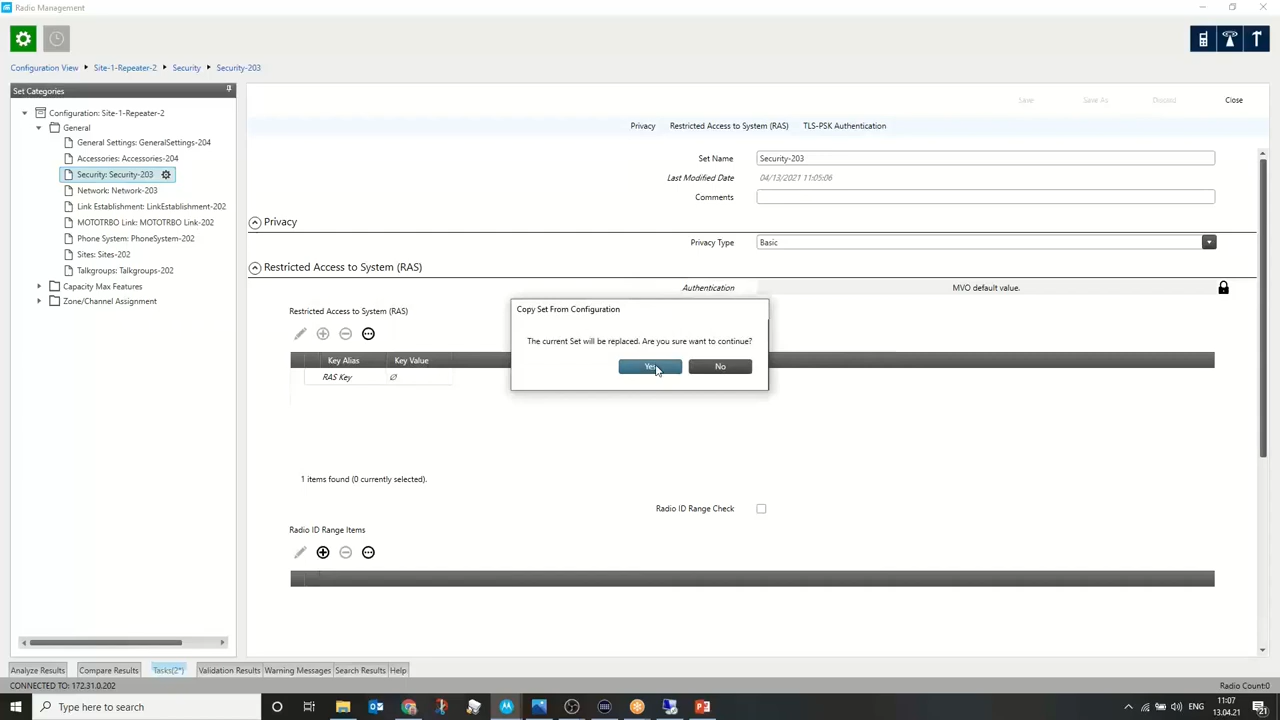 Radio Management
Configuration View Site-1-Repeater-2 Security Security-203
Set Categories
Configuration: Site-1-Repeater-2
General
General Settings: GeneralSettings-204
Accessories: Accessories-204
Security: Security-203
Network: Network-203
Link Establishment: LinkEstablishment-202
MOTOTRBO Link: MOTOTRBO Link-202
Phone System: PhoneSystem-202
Sites: Sites-202
Talkgroups: Talkgroups-202
Capacity Max Features
Zone/Channel Assignment
Save Save As Discard Close
Privacy Restricted Access to System (RAS) TLS-PSK Authentication
Set Name Security-203
Last Modified Date 04/13/2021 11:05:06
Comments
Privacy
Privacy Type Basic
Restricted Access to System (RAS)
Authentication MVO default value.
Restricted Access to System (RAS)
Key Alias Key Value
RAS Key ∅
Copy Set From Configuration
The current Set will be replaced. Are you sure want to continue?
Yes No
1 items found (0 currently selected).
Radio ID Range Check
Radio ID Range Items
Analyze Results Compare Results Tasks(2*) Validation Results Warning Messages Search Results Help
CONNECTED TO: 172.31.0.202 Radio Count:0
Type here to search
ENG
11:07
13.04.21